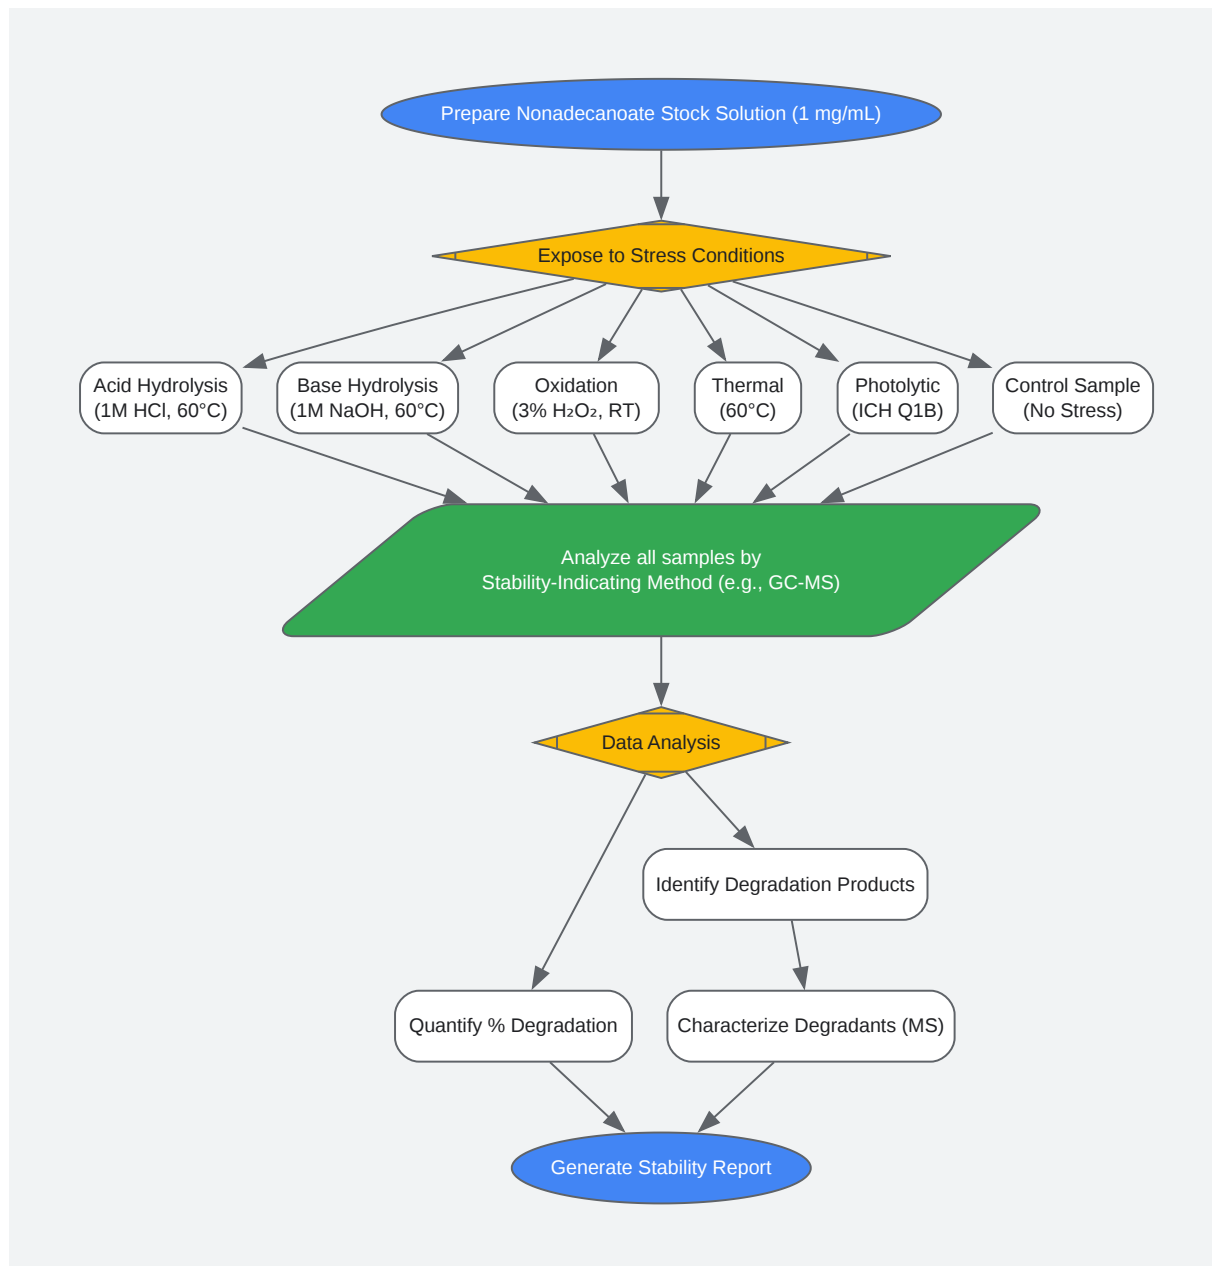 Prepare Nonadecanoate Stock Solution (1 mg/mL)
Expose to Stress Conditions
Acid Hydrolysis
(1M HCl, 60°C)
Base Hydrolysis
(1M NaOH, 60°C)
Oxidation
(3% H₂O₂, RT)
Thermal
(60°C)
Photolytic
(ICH Q1B)
Control Sample
(No Stress)
Analyze all samples by
Stability-Indicating Method (e.g., GC-MS)
Data Analysis
Identify Degradation Products
Quantify % Degradation
Characterize Degradants (MS)
Generate Stability Report